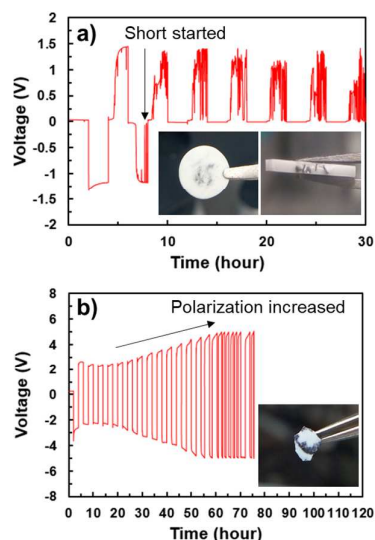 a)
Short started
Voltage (V)
2
1.5
1
0.5
0
-0.5
-1
-1.5
-2
0 10 20 30
Time (hour)
b)
Polarization increased
Voltage (V)
8
6
4
2
0
-2
-4
-6
-8
0 10 20 30 40 50 60 70 80 90 100 110 120
Time (hour)